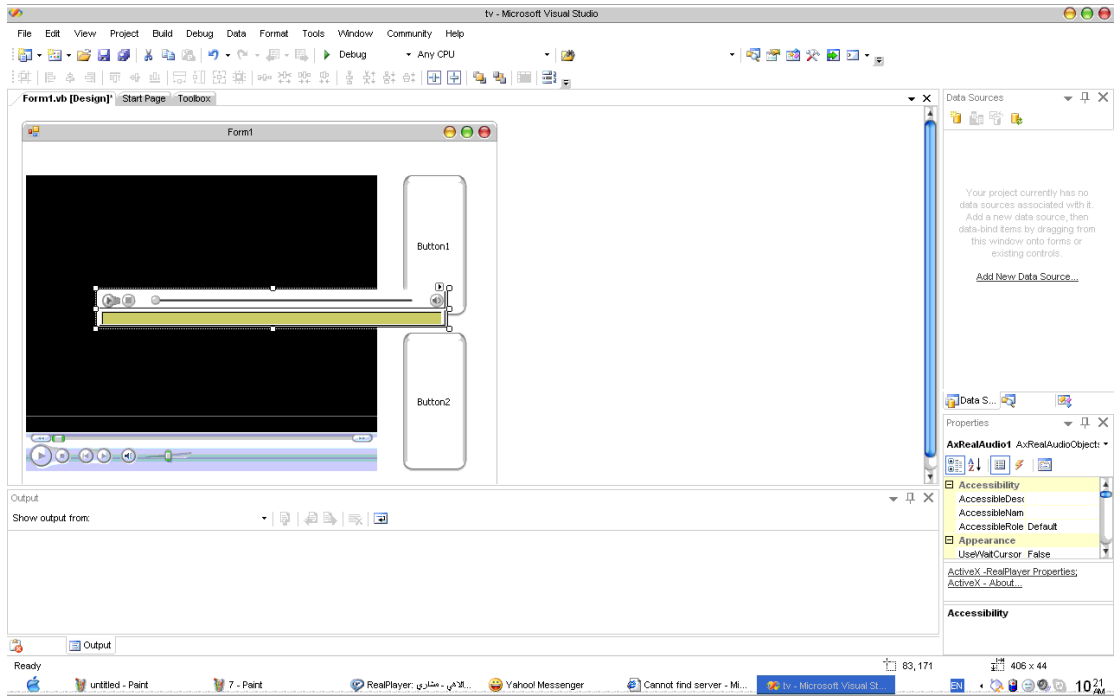 tv - Microsoft Visual Studio
File Edit View Project Build Debug Data Format Tools Window Community Help
Debug Any CPU
Form1.vb [Design]* Start Page Toolbox
Form1
Button1
Button2
Data Sources
Your project currently has no
data sources associated with it.
Add a new data source, then
data-bind items by dragging from
this window onto forms or
existing controls.
Add New Data Source...
Data S...
Properties
AxRealAudio1 AxRealAudioObjects
Accessibility
AccessibleDesc
AccessibleNam
AccessibleRole Default
Appearance
UseWaitCursor False
ActiveX -RealPlayer Properties;
ActiveX - About...
Accessibility
Output
Show output from:
Output
Ready 83,171 406 x 44
untitled - Paint 7 - Paint RealPlayer: الاهي - مشاري... Yahoo! Messenger Cannot find server - Mi... tv - Microsoft Visual St... EN 10 21